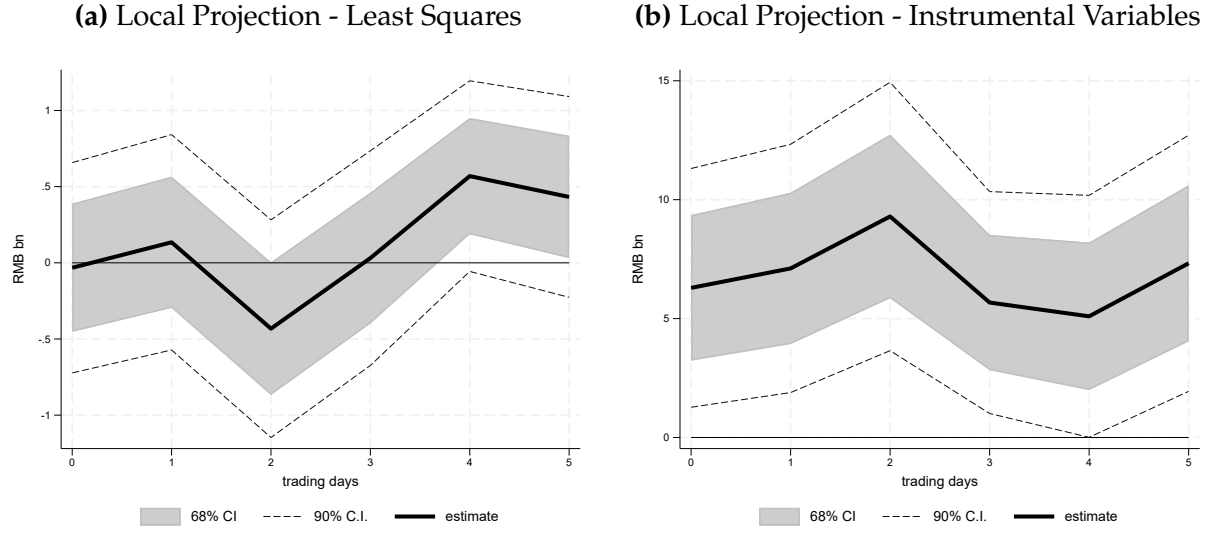 (a) Local Projection - Least Squares
1
.5
0
-.5
-1
RMB bn
0 1 2 3 4 5
trading days
68% CI 90% C.I. estimate
(b) Local Projection - Instrumental Variables
15
10
5
0
RMB bn
0 1 2 3 4 5
trading days
68% CI 90% C.I. estimate